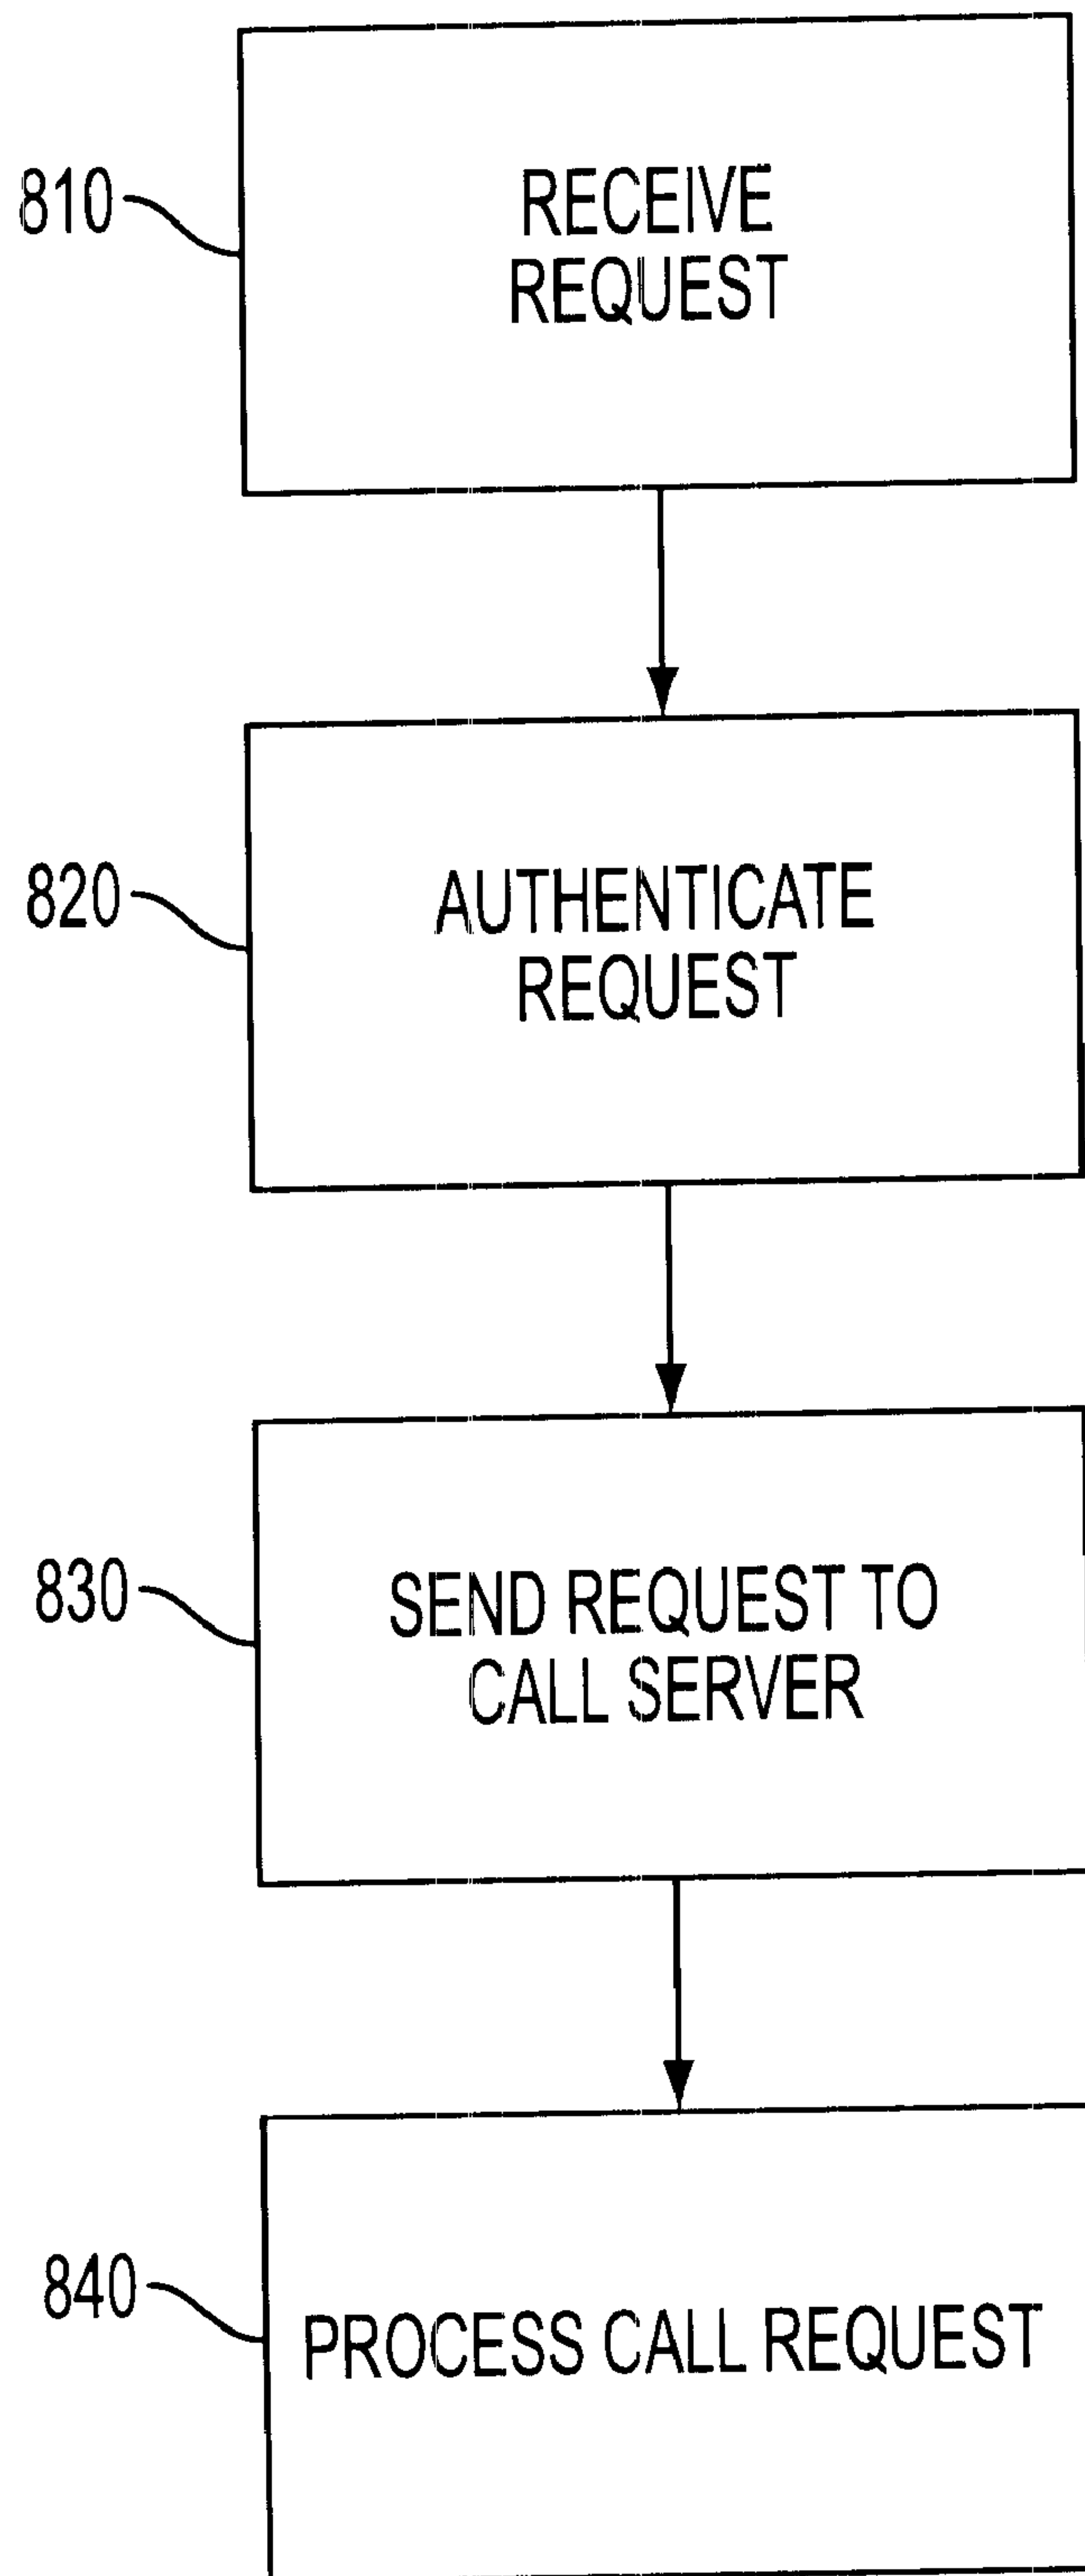 810
RECEIVE
REQUEST
820
AUTHENTICATE
REQUEST
830
SEND REQUEST TO
CALL SERVER
840
PROCESS CALL REQUEST